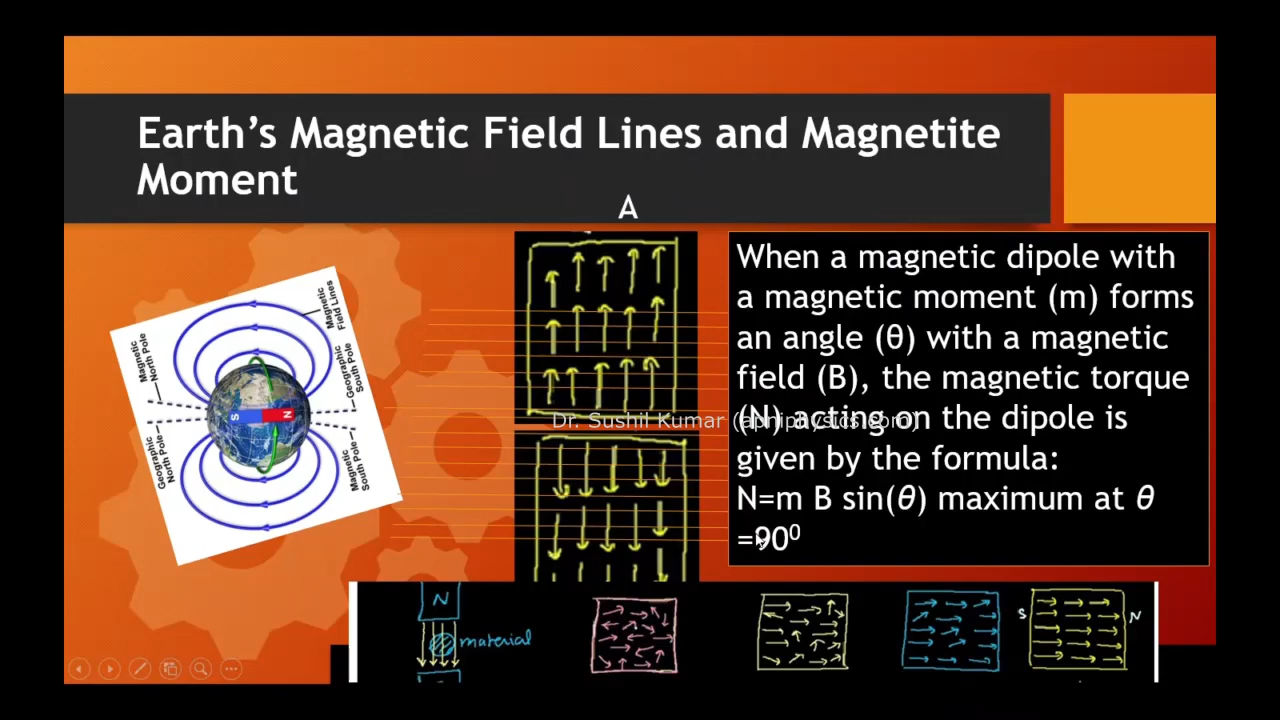 Earth's Magnetic Field Lines and Magnetite
Moment
A
Magnetic
North Pole
Magnetic
Field Lines
Geographic
South Pole
S
N
Geographic
North Pole
Magnetic
South Pole
When a magnetic dipole with
a magnetic moment (m) forms
an angle (θ) with a magnetic
field (B), the magnetic torque
(N) acting on the dipole is
given by the formula:
N=m B sin(θ) maximum at θ
=90⁰
Dr. Sushil Kumar (apniphysics.com)
N
material
S
N